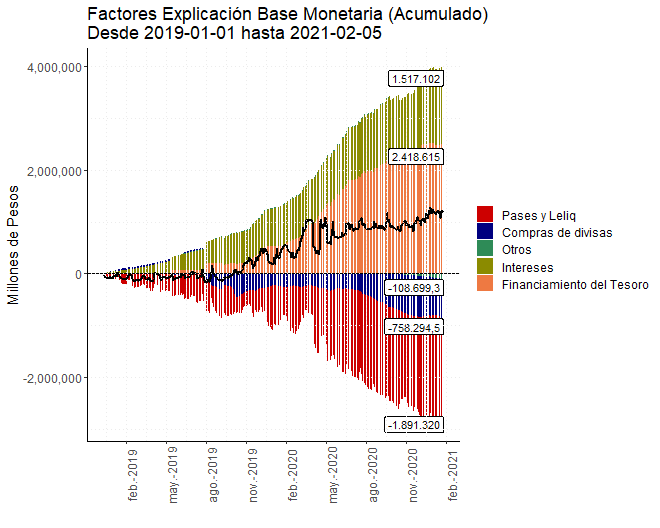 Factores Explicación Base Monetaria (Acumulado)
Desde 2019-01-01 hasta 2021-02-05
Millones de Pesos
4,000,000
2,000,000
0
-2,000,000
1.517.102
2.418.615
-108.699,3
-758.294,5
-1.891.320
feb.-2019
may.-2019
ago.-2019
nov.-2019
feb.-2020
may.-2020
ago.-2020
nov.-2020
feb.-2021
Pases y Leliq
Compras de divisas
Otros
Intereses
Financiamiento del Tesoro